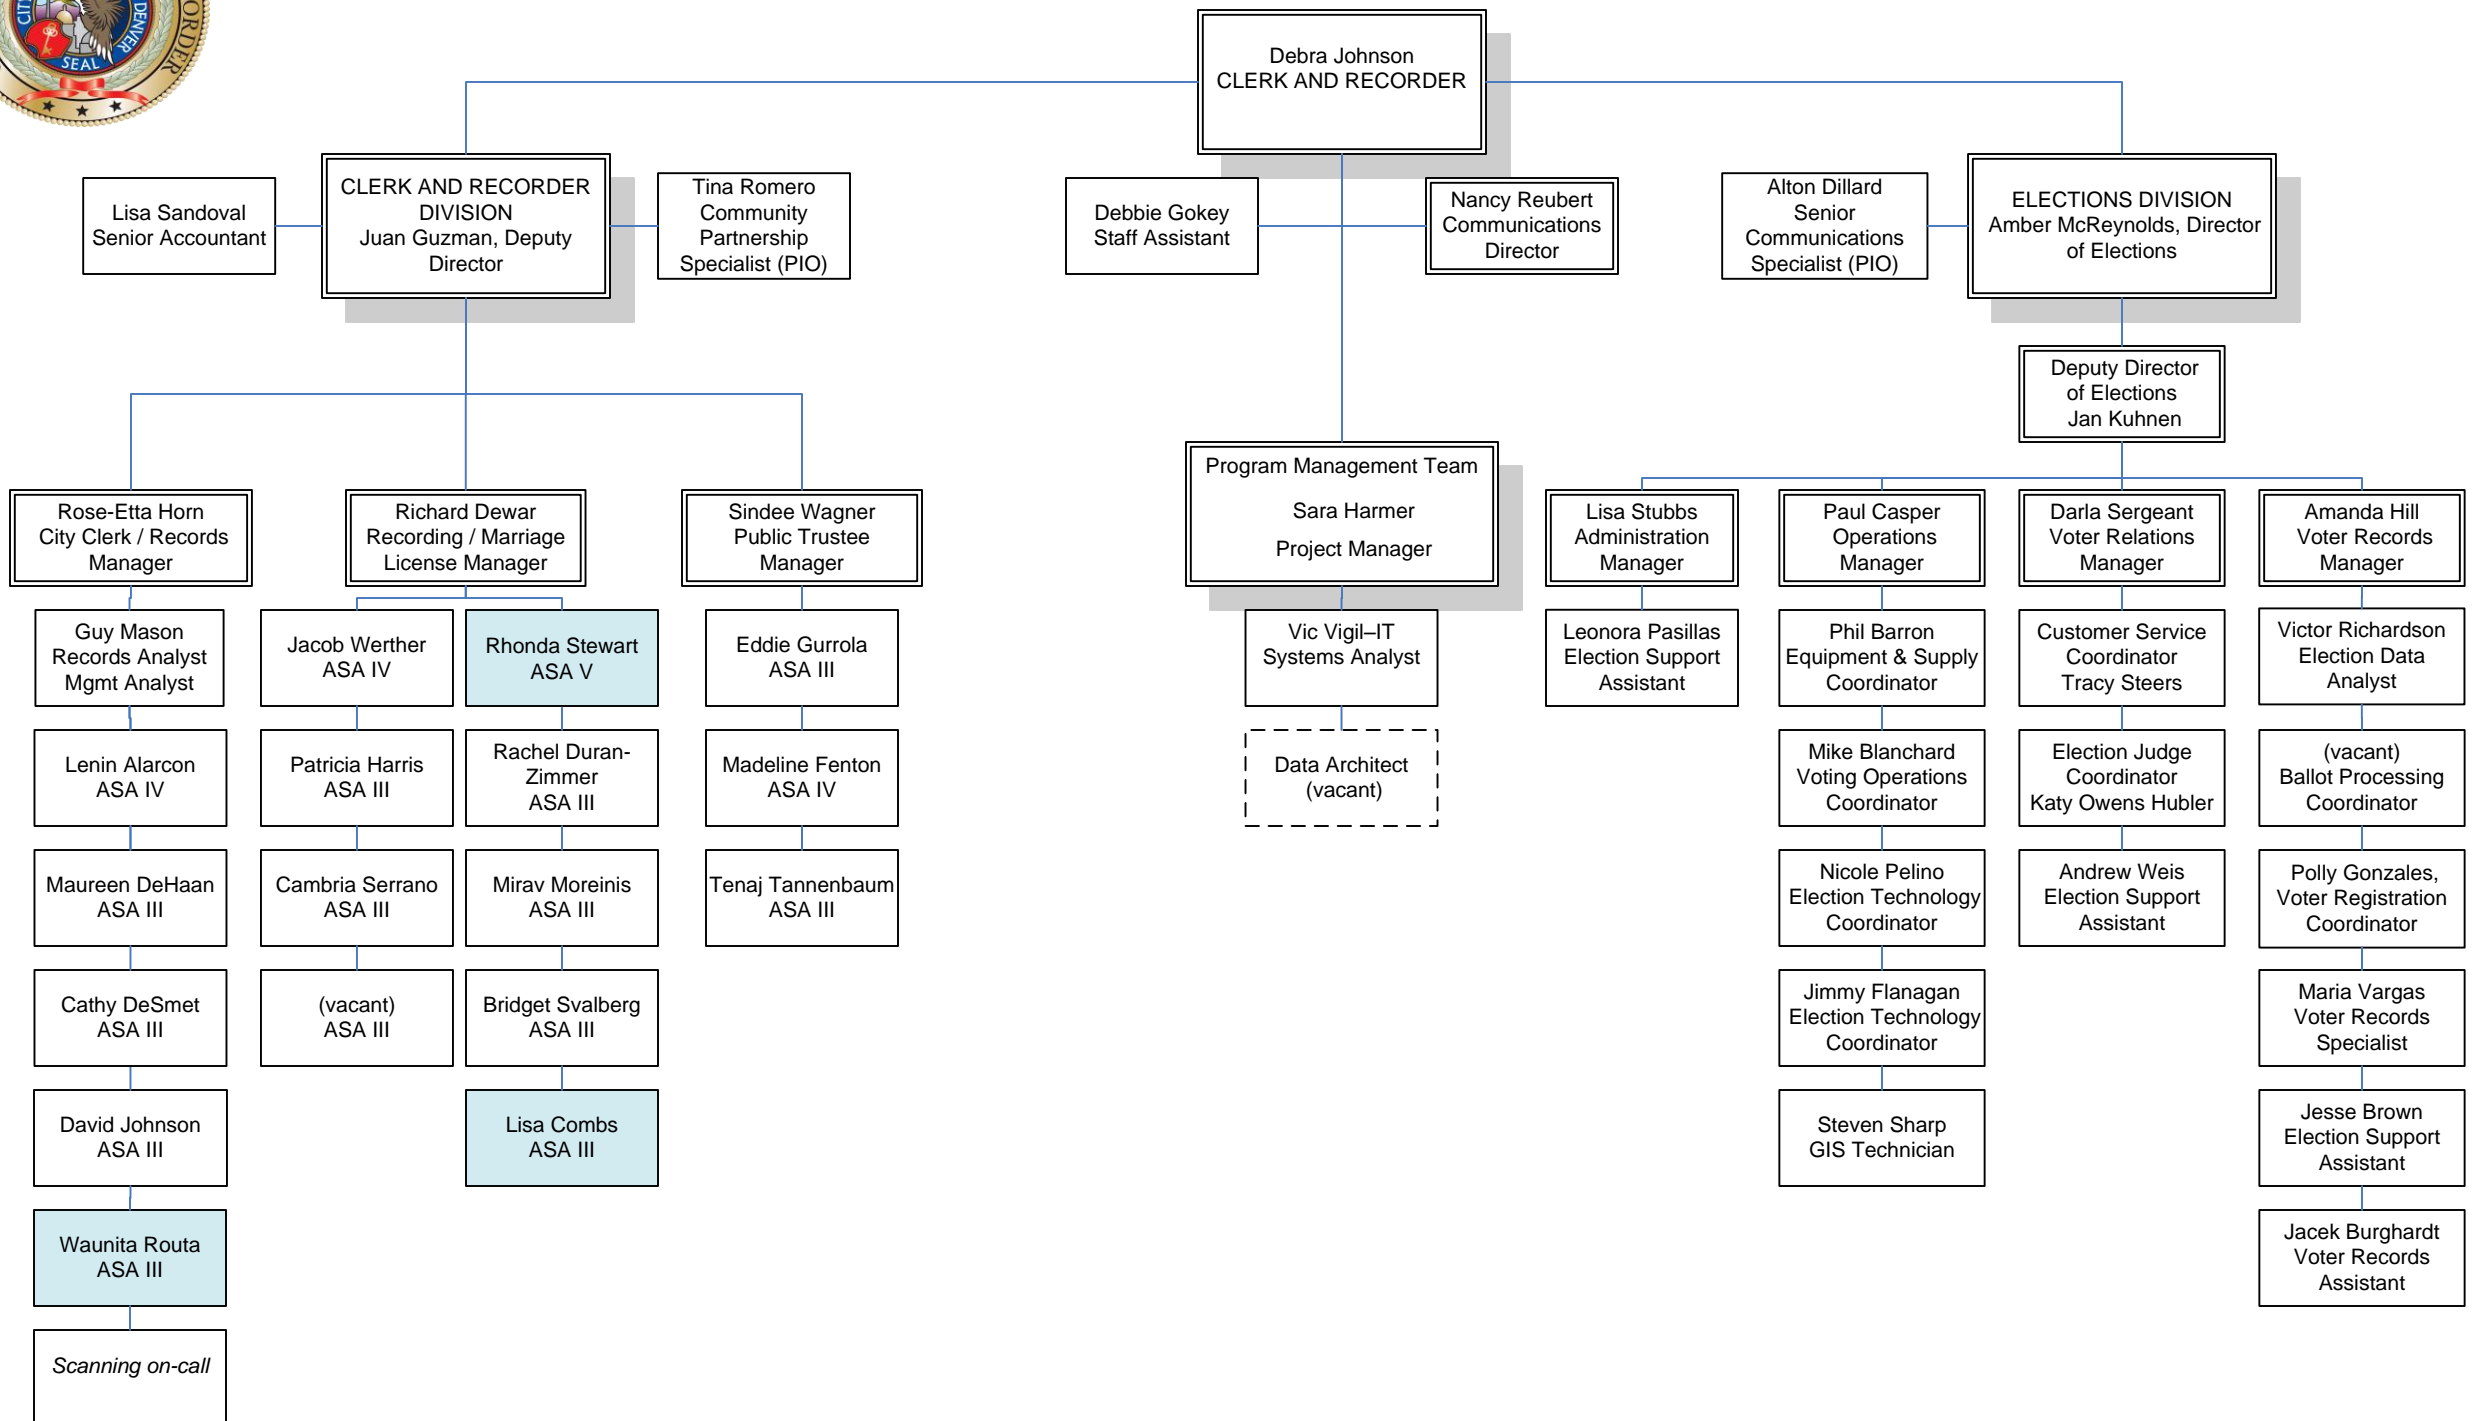 CITY
DENVER
SEAL
Debra Johnson
CLERK AND RECORDER
Lisa Sandoval
Senior Accountant
CLERK AND RECORDER
DIVISION
Juan Guzman, Deputy
Director
Tina Romero
Community
Partnership
Specialist (PIO)
Debbie Gokey
Staff Assistant
Nancy Reubert
Communications
Director
Alton Dillard
Senior
Communications
Specialist (PIO)
ELECTIONS DIVISION
Amber McReynolds, Director
of Elections
Deputy Director
of Elections
Jan Kuhnen
Rose-Etta Horn
City Clerk / Records
Manager
Richard Dewar
Recording / Marriage
License Manager
Sindee Wagner
Public Trustee
Manager
Program Management Team
Sara Harmer
Project Manager
Lisa Stubbs
Administration
Manager
Paul Casper
Operations
Manager
Darla Sergeant
Voter Relations
Manager
Amanda Hill
Voter Records
Manager
Guy Mason
Records Analyst
Mgmt Analyst
Jacob Werther
ASA IV
Rhonda Stewart
ASA V
Eddie Gurrola
ASA III
Vic Vigil–IT
Systems Analyst
Leonora Pasillas
Election Support
Assistant
Phil Barron
Equipment & Supply
Coordinator
Customer Service
Coordinator
Tracy Steers
Victor Richardson
Election Data
Analyst
Lenin Alarcon
ASA IV
Patricia Harris
ASA III
Rachel Duran-
Zimmer
ASA III
Madeline Fenton
ASA IV
Data Architect
(vacant)
Mike Blanchard
Voting Operations
Coordinator
Election Judge
Coordinator
Katy Owens Hubler
(vacant)
Ballot Processing
Coordinator
Maureen DeHaan
ASA III
Cambria Serrano
ASA III
Mirav Moreinis
ASA III
Tenaj Tannenbaum
ASA III
Nicole Pelino
Election Technology
Coordinator
Andrew Weis
Election Support
Assistant
Polly Gonzales,
Voter Registration
Coordinator
Cathy DeSmet
ASA III
(vacant)
ASA III
Bridget Svalberg
ASA III
Jimmy Flanagan
Election Technology
Coordinator
Maria Vargas
Voter Records
Specialist
David Johnson
ASA III
Lisa Combs
ASA III
Steven Sharp
GIS Technician
Jesse Brown
Election Support
Assistant
Waunita Routa
ASA III
Jacek Burghardt
Voter Records
Assistant
Scanning on-call